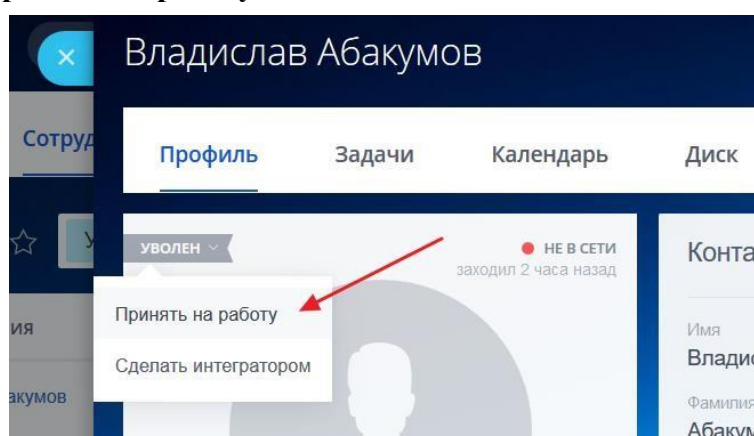 Владислав Абакумов
Сотруд
Профиль Задачи Календарь Диск
УВОЛЕН
НЕ В СЕТИ
заходил 2 часа назад
Принять на работу
Сделать интегратором
Конта
Имя
Владис
Фамилия
Абакум
ия
акумов